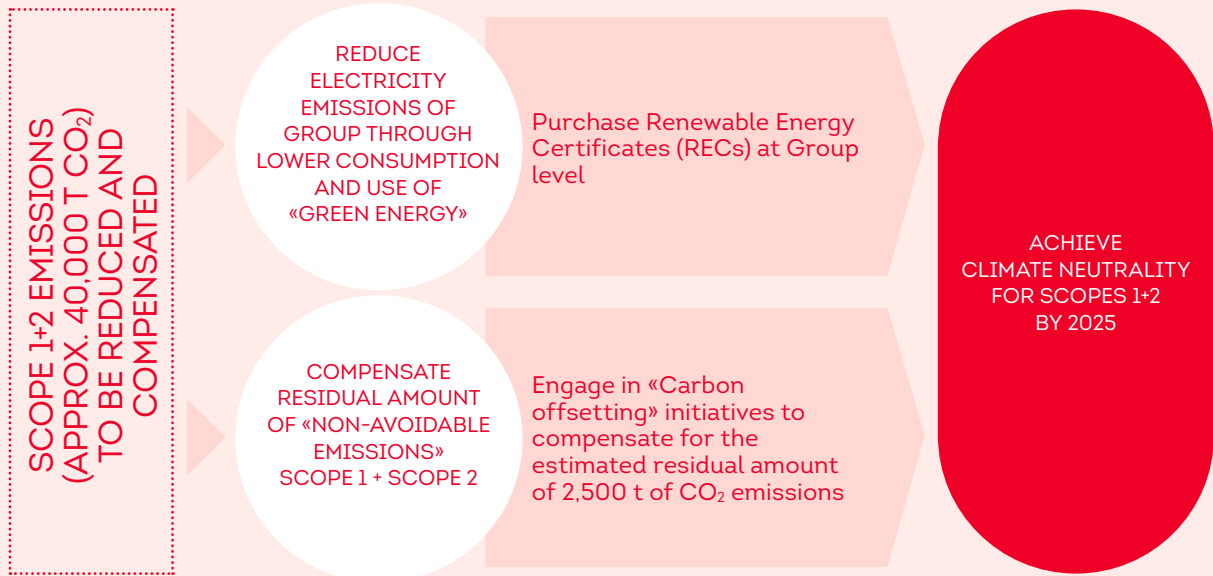 SCOPE 1+2 EMISSIONS
(APPROX. 40,000 T CO₂)
TO BE REDUCED AND
COMPENSATED
REDUCE
ELECTRICITY
EMISSIONS OF
GROUP THROUGH
LOWER CONSUMPTION
AND USE OF
«GREEN ENERGY»
Purchase Renewable Energy
Certificates (RECs) at Group
level
COMPENSATE
RESIDUAL AMOUNT
OF «NON-AVOIDABLE
EMISSIONS»
SCOPE 1 + SCOPE 2
Engage in «Carbon
offsetting» initiatives to
compensate for the
estimated residual amount
of 2,500 t of CO₂ emissions
ACHIEVE
CLIMATE NEUTRALITY
FOR SCOPES 1+2
BY 2025